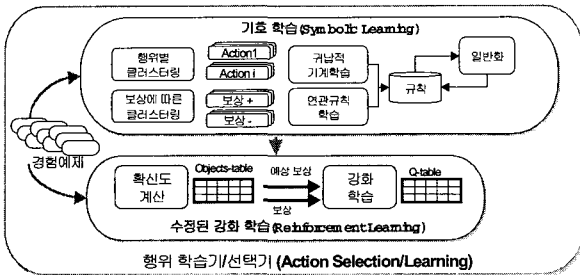 기호 학습(Symbolic Learning)
행위별
클러스터링
Action1
Action i
귀납적
기계학습
일반화
보상에 따른
클러스터링
보상 +
보상 -
연관규칙
학습
규칙
경험예제
확신도
계산
Objects-table
예상 보상
보상
강화
학습
Q-table
수정된 강화 학습(Reinforcement Learning)
행위 학습기/선택기 (Action Selection/Learning)